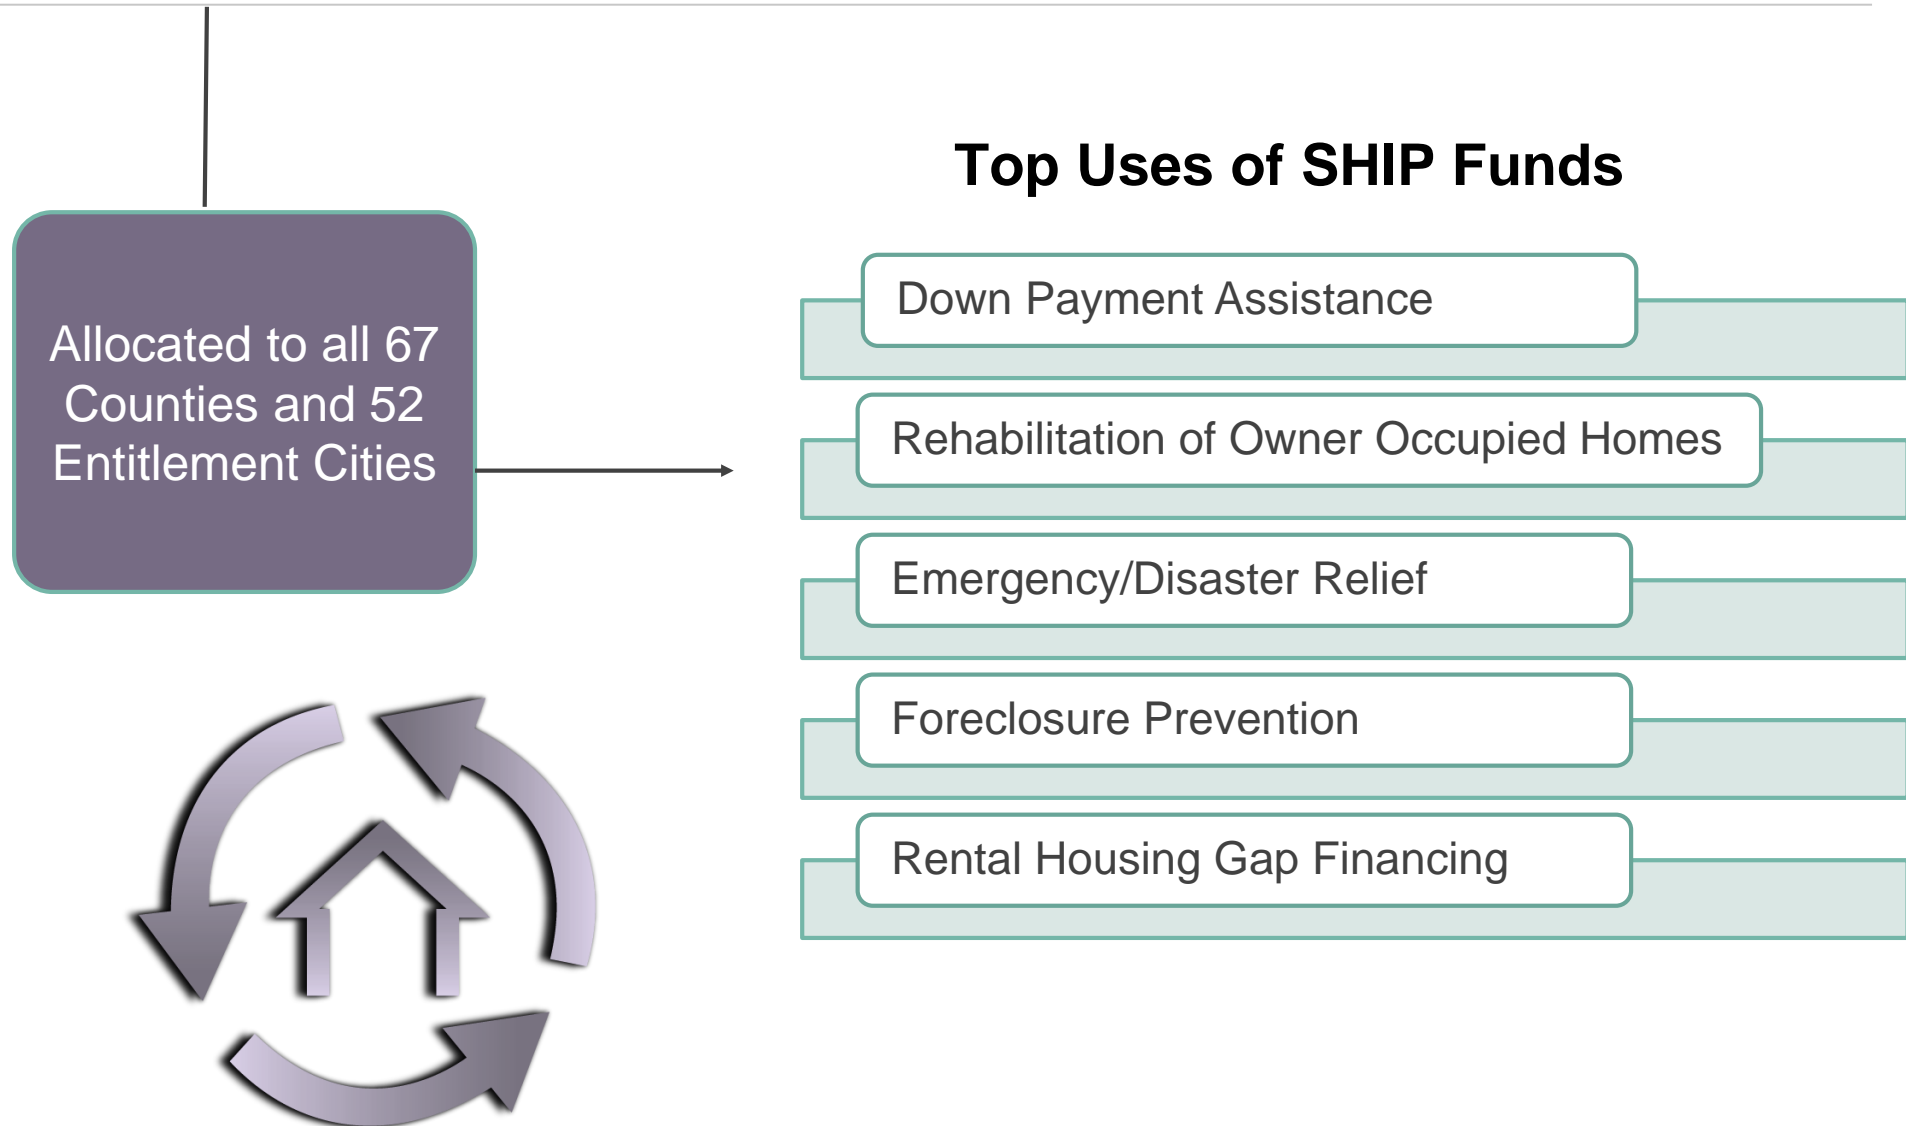 Top Uses of SHIP Funds
Allocated to all 67
Counties and 52
Entitlement Cities
Down Payment Assistance
Rehabilitation of Owner Occupied Homes
Emergency/Disaster Relief
Foreclosure Prevention
Rental Housing Gap Financing